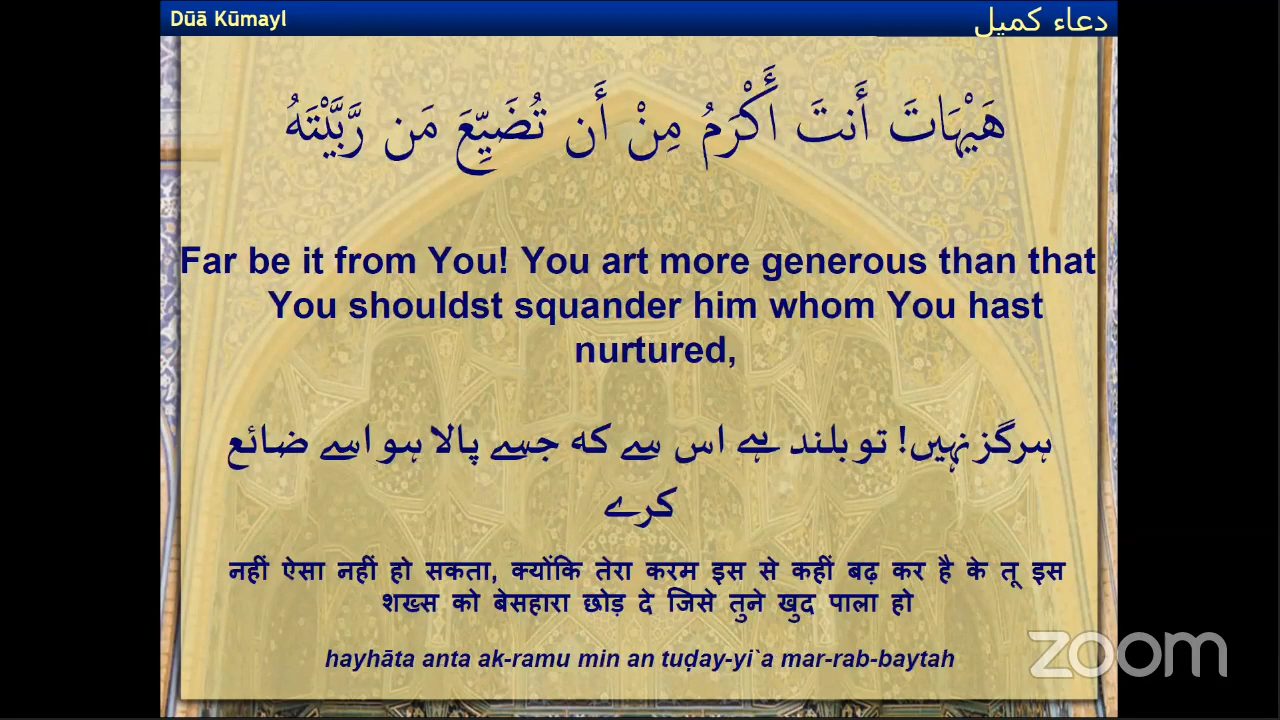 Dūā Kūmayl
دعاء كميل
هَيْهَاتَ أَنتَ أَكْرَمُ مِنْ أَن تُضَيِّعَ مَن رَّبَّيْتَهُ
Far be it from You! You art more generous than that
You shouldst squander him whom You hast
nurtured,
ہرگز نہیں! تو بلند ہے اس سے کہ جسے پالا ہو اسے ضائع
کرے
नहीं ऐसा नहीं हो सकता, क्योंकि तेरा करम इस से कहीं बढ़ कर है के तू इस
शख्स को बेसहारा छोड़ दे जिसे तुने खुद पाला हो
hayhāta anta ak-ramu min an tuḍay-yi`a mar-rab-baytah
zoom